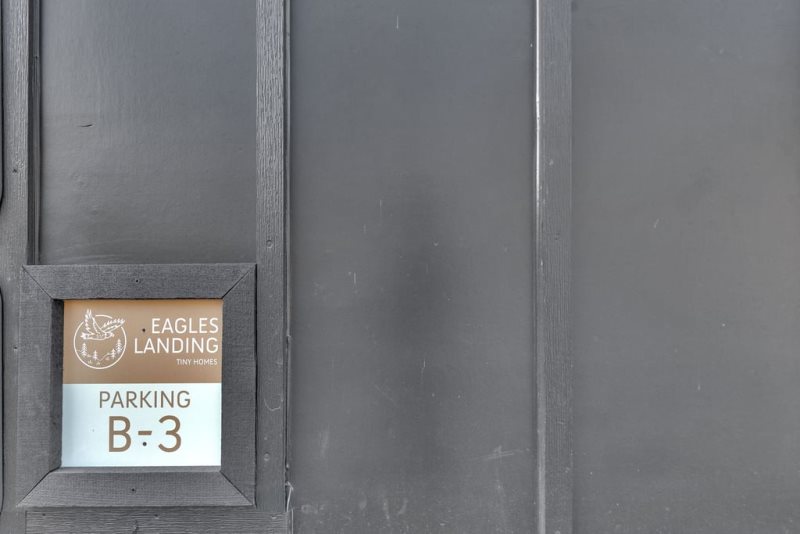 EAGLES
LANDING
TINY HOMES
PARKING
B-3